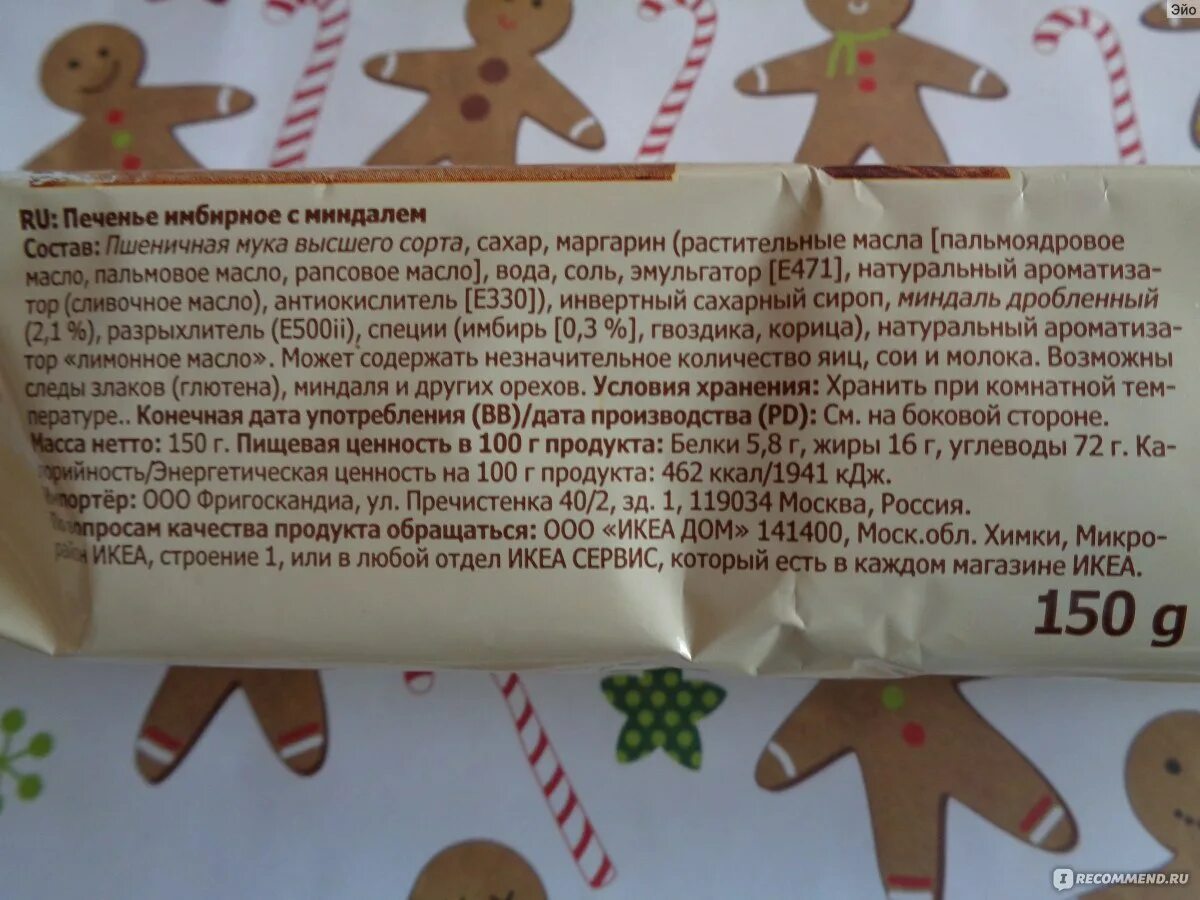 Эйо
RU: Печенье имбирное с миндалем
Состав: Пшеничная мука высшего сорта, сахар, маргарин (растительные масла [пальмоядровое
масло, пальмовое масло, рапсовое масло], вода, соль, эмульгатор [E471], натуральный ароматиза-
тор (сливочное масло), антиокислитель [E330]), инвертный сахарный сироп, миндаль дробленный
(2,1 %), разрыхлитель (E500ii), специи (имбирь [0,3 %], гвоздика, корица), натуральный ароматиза-
тор «лимонное масло». Может содержать незначительное количество яиц, сои и молока. Возможны
следы злаков (глютена), миндаля и других орехов. Условия хранения: Хранить при комнатной тем-
пературе.. Конечная дата употребления (BB)/дата производства (PD): См. на боковой стороне.
Масса нетто: 150 г. Пищевая ценность в 100 г продукта: Белки 5,8 г, жиры 16 г, углеводы 72 г. Ка-
лорийность/Энергетическая ценность на 100 г продукта: 462 ккал/1941 кДж.
Импортёр: ООО Фригоскандиа, ул. Пречистенка 40/2, зд. 1, 119034 Москва, Россия.
По вопросам качества продукта обращаться: ООО «ИКЕА ДОМ» 141400, Моск.обл. Химки, Микро-
район ИКЕА, строение 1, или в любой отдел ИКЕА СЕРВИС, который есть в каждом магазине ИКЕА.
150 g
I RECOMMEND.RU